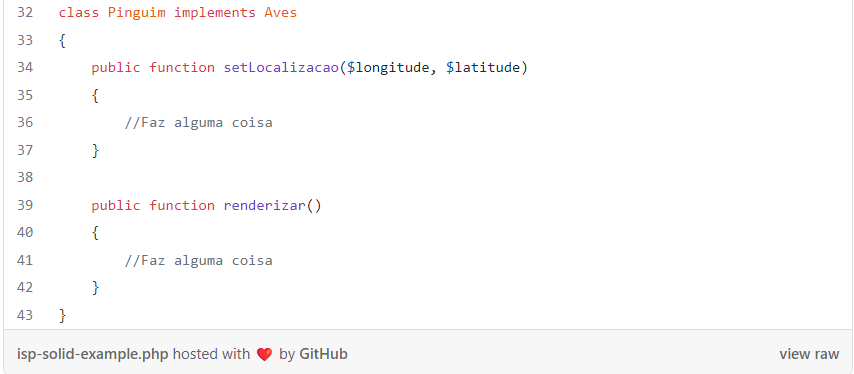 32 class Pinguim implements Aves
33 {
34     public function setLocalizacao($longitude, $latitude)
35     {
36         //Faz alguma coisa
37     }
38
39     public function renderizar()
40     {
41         //Faz alguma coisa
42     }
43 }
isp-solid-example.php hosted with ❤ by GitHub view raw